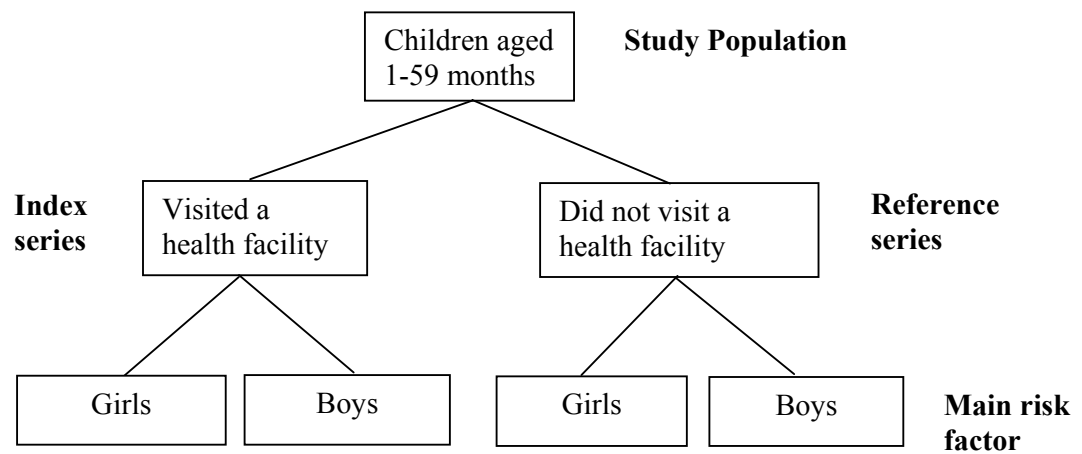 Children aged
1-59 months
Study Population
Index
series
Visited a
health facility
Did not visit a
health facility
Reference
series
Girls
Boys
Girls
Boys
Main risk
factor